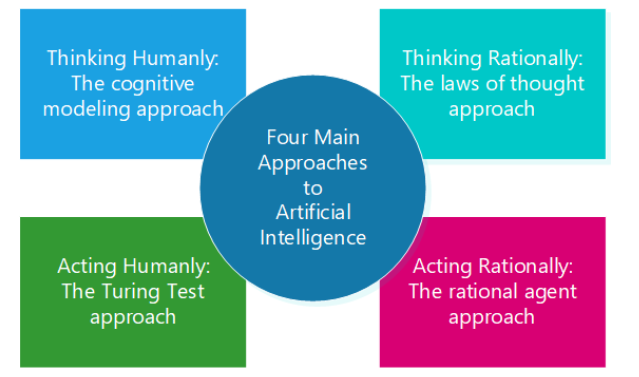 Thinking Humanly:
The cognitive
modeling approach
Thinking Rationally:
The laws of thought
approach
Four Main
Approaches
to
Artificial
Intelligence
Acting Humanly:
The Turing Test
approach
Acting Rationally:
The rational agent
approach